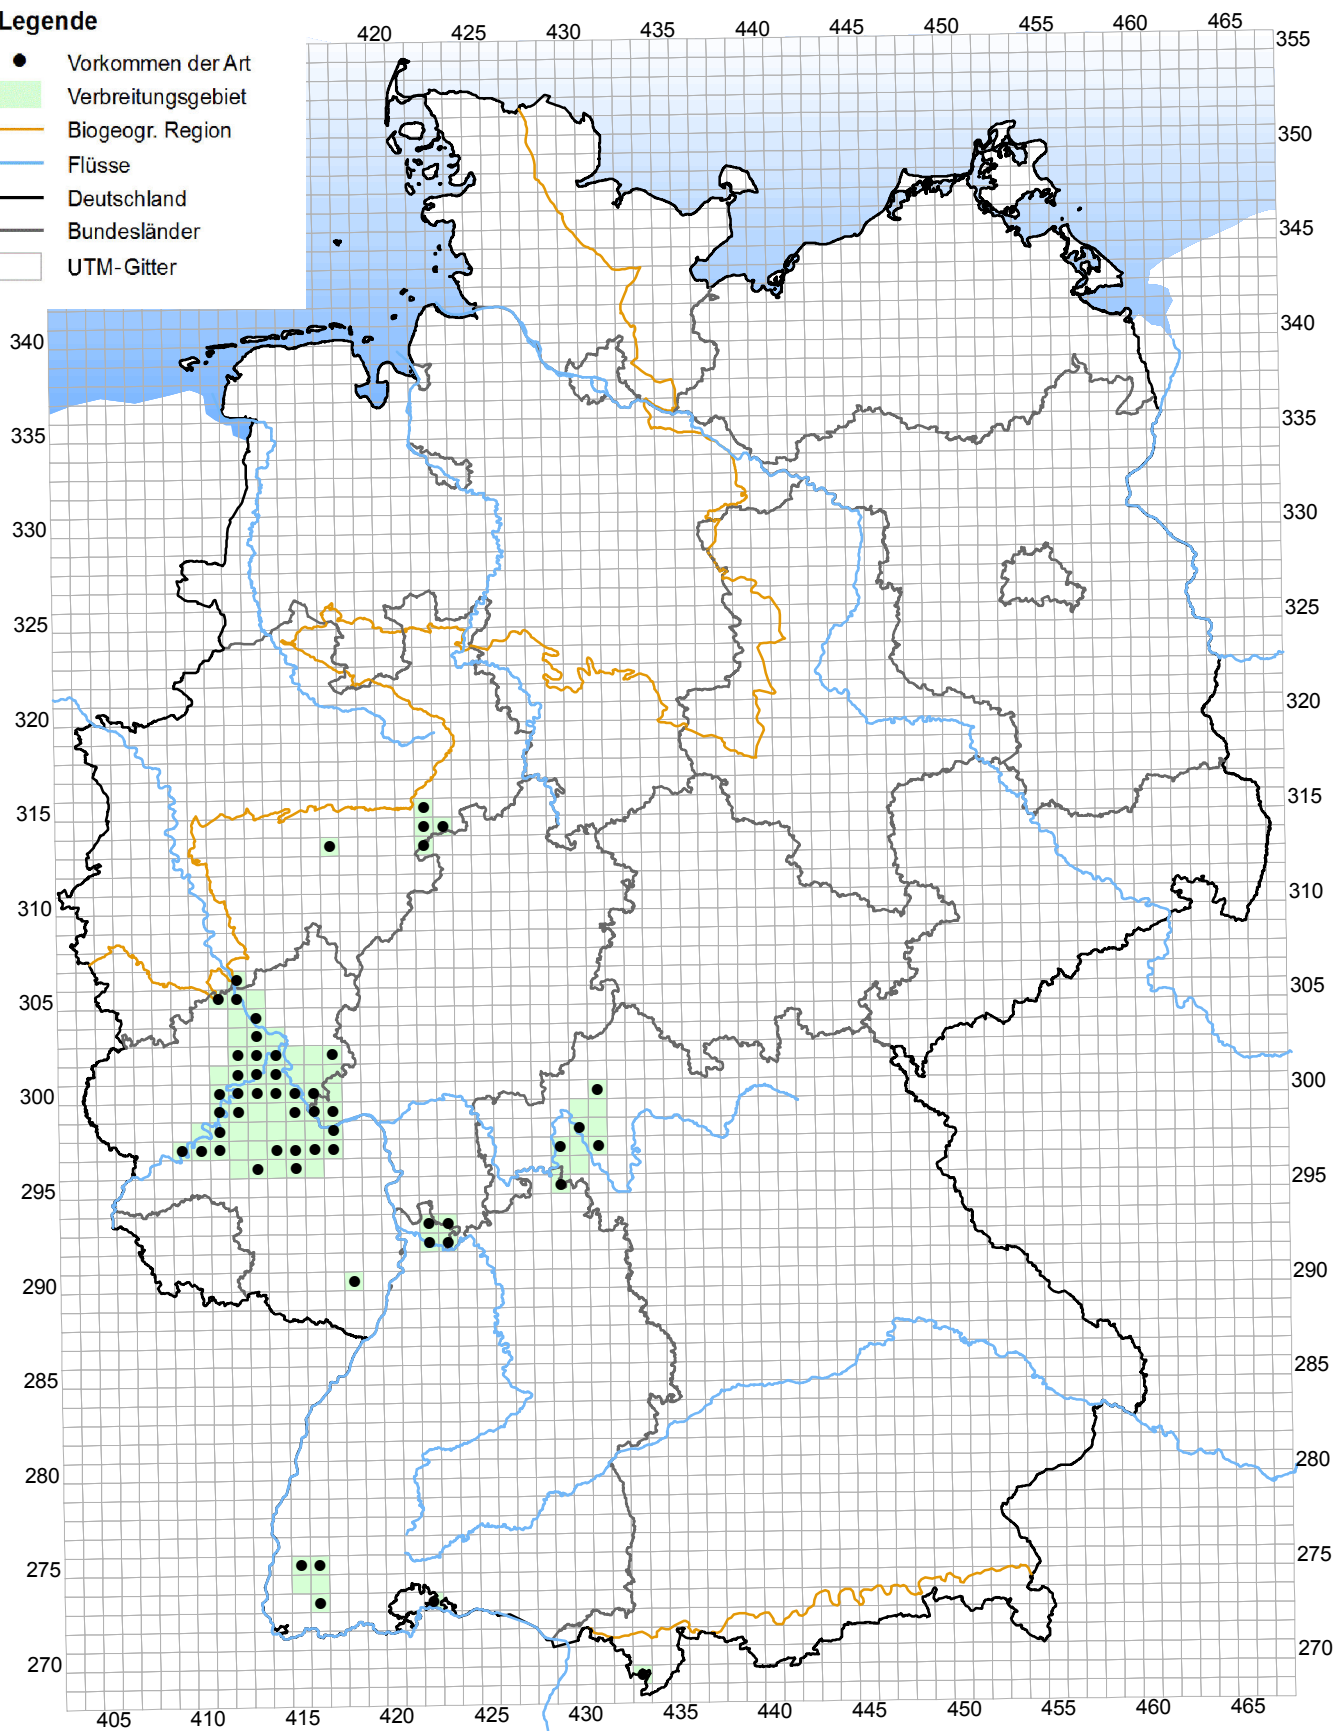 Legende
Vorkommen der Art
Verbreitungsgebiet
Biogeogr. Region
Flüsse
Deutschland
Bundesländer
UTM-Gitter
420 425 430 435 440 445 450 455 460 465
355
350
345
340 340
335 335
330 330
325 325
320 320
315 315
310 310
305 305
300 300
295 295
290 290
285 285
280 280
275 275
270 270
405 410 415 420 425 430 435 440 445 450 455 460 465